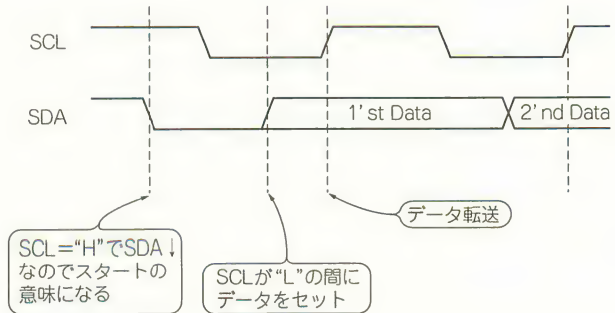 SCL
SDA
1'st Data
2'nd Data
データ転送
SCL=“H”でSDA↓
なのでスタートの
意味になる
SCLが“L”の間に
データをセット